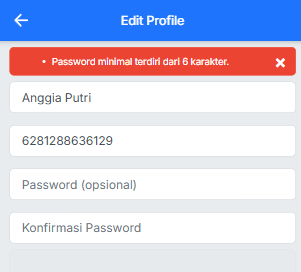 Edit Profile
• Password minimal terdiri dari 6 karakter.
Anggia Putri
6281288636129
Password (opsional)
Konfirmasi Password